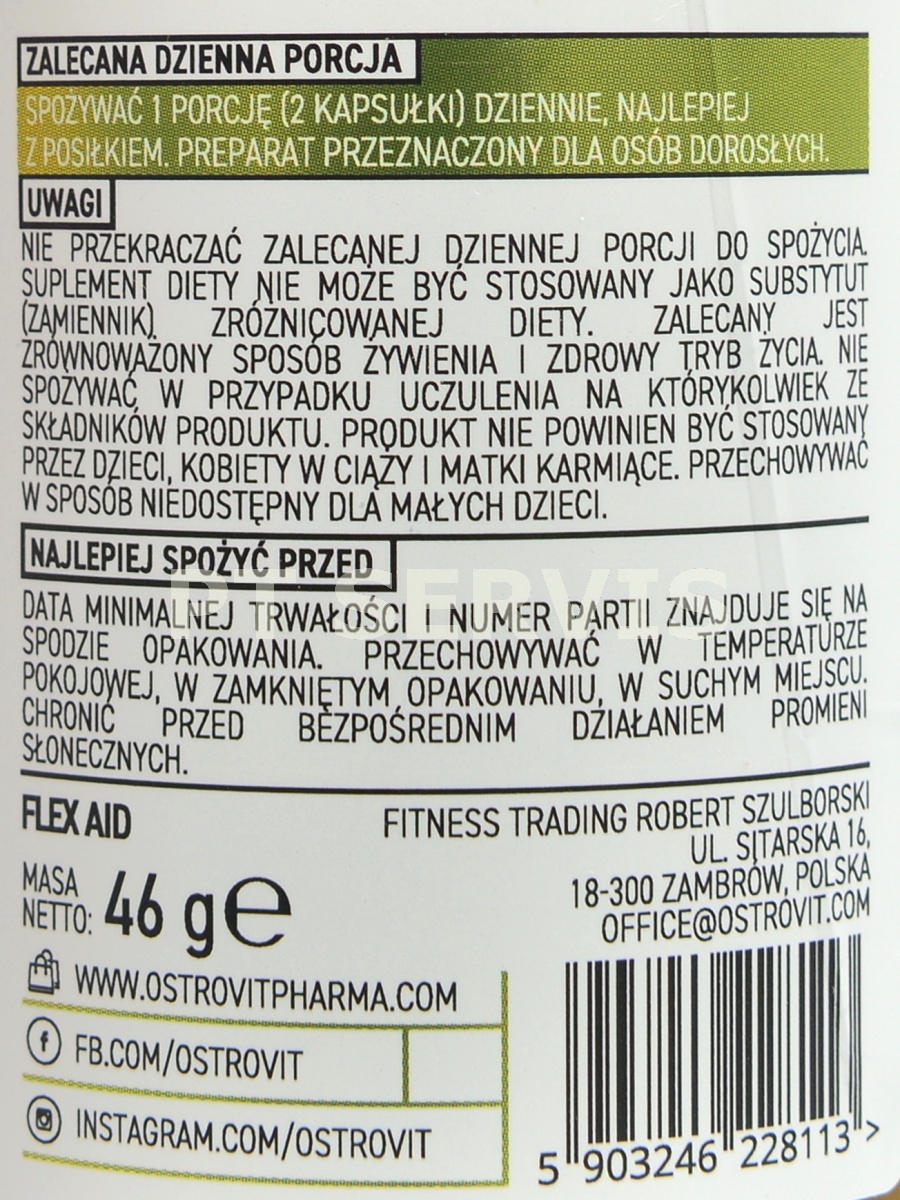 ZALECANA DZIENNA PORCJA
SPOŻYWAĆ 1 PORCJĘ (2 KAPSUŁKI) DZIENNIE, NAJLEPIEJ
Z POSIŁKIEM. PREPARAT PRZEZNACZONY DLA OSÓB DOROSŁYCH.
UWAGI
NIE PRZEKRACZAĆ ZALECANEJ DZIENNEJ PORCJI DO SPOŻYCIA.
SUPLEMENT DIETY NIE MOŻE BYĆ STOSOWANY JAKO SUBSTYTUT
(ZAMIENNIK) ZRÓŻNICOWANEJ DIETY. ZALECANY JEST
ZRÓWNOWAŻONY SPOSÓB ŻYWIENIA I ZDROWY TRYB ŻYCIA. NIE
SPOŻYWAĆ W PRZYPADKU UCZULENIA NA KTÓRYKOLWIEK ZE
SKŁADNIKÓW PRODUKTU. PRODUKT NIE POWINIEN BYĆ STOSOWANY
PRZEZ DZIECI, KOBIETY W CIĄŻY I MATKI KARMIĄCE. PRZECHOWYWAĆ
W SPOSÓB NIEDOSTĘPNY DLA MAŁYCH DZIECI.
NAJLEPIEJ SPOŻYĆ PRZED
PT SERVIS
DATA MINIMALNEJ TRWAŁOŚCI I NUMER PARTII ZNAJDUJE SIĘ NA
SPODZIE OPAKOWANIA. PRZECHOWYWAĆ W TEMPERATURZE
POKOJOWEJ, W ZAMKNIĘTYM OPAKOWANIU, W SUCHYM MIEJSCU.
CHRONIĆ PRZED BEZPOŚREDNIM DZIAŁANIEM PROMIENI
SŁONECZNYCH.
FLEX AID
MASA
NETTO: 46 g e
FITNESS TRADING ROBERT SZULBORSKI
UL. SITARSKA 16,
18-300 ZAMBRÓW, POLSKA
OFFICE@OSTROVIT.COM
WWW.OSTROVITPHARMA.COM
FB.COM/OSTROVIT
INSTAGRAM.COM/OSTROVIT
5 903246 228113 >